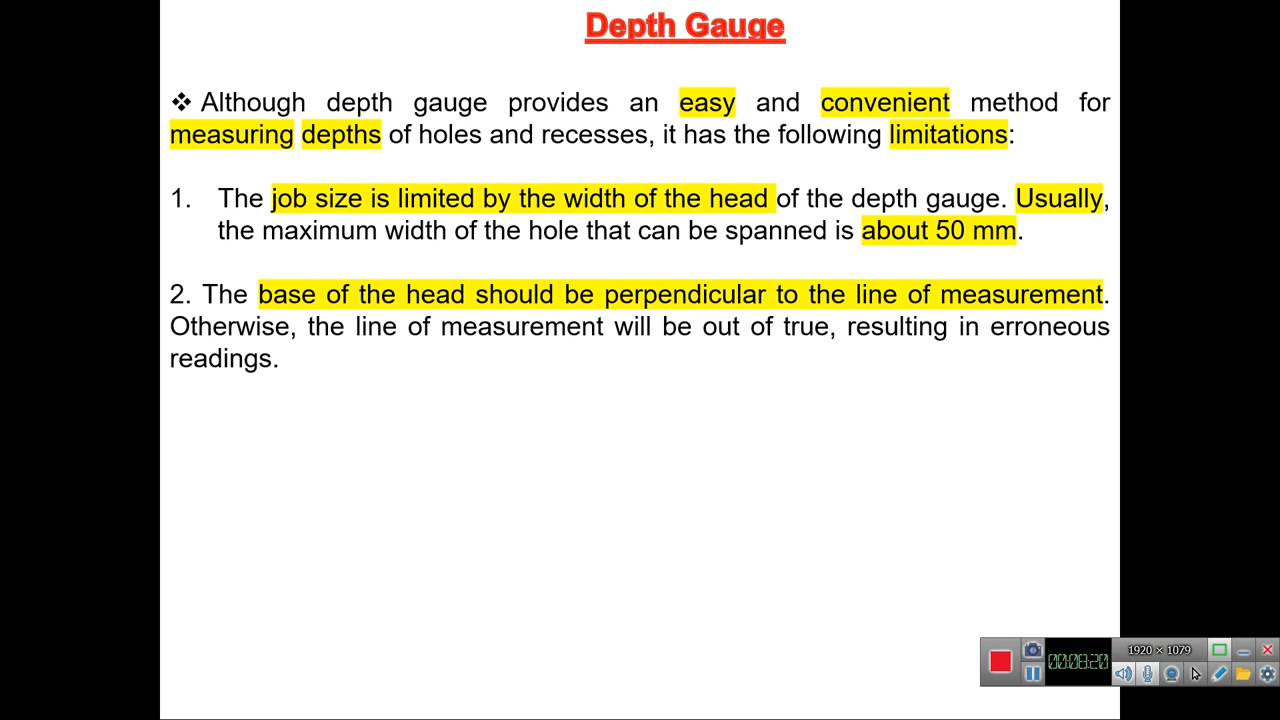 Depth Gauge
❖ Although depth gauge provides an easy and convenient method for
measuring depths of holes and recesses, it has the following limitations:
1. The job size is limited by the width of the head of the depth gauge. Usually,
the maximum width of the hole that can be spanned is about 50 mm.
2. The base of the head should be perpendicular to the line of measurement.
Otherwise, the line of measurement will be out of true, resulting in erroneous
readings.
1920 × 1079
00:08:20